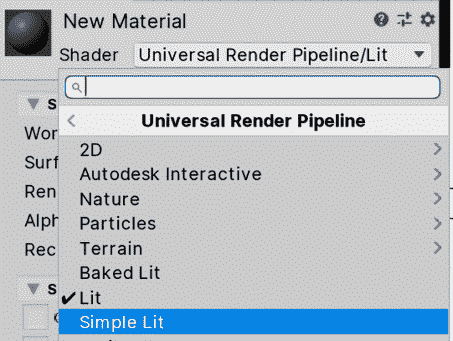 New Material
Shader Universal Render Pipeline/Lit
Universal Render Pipeline
2D
Autodesk Interactive
Nature
Particles
Terrain
Baked Lit
Lit
Simple Lit
S
Wor
Surf
Ren
Alph
Rec
S